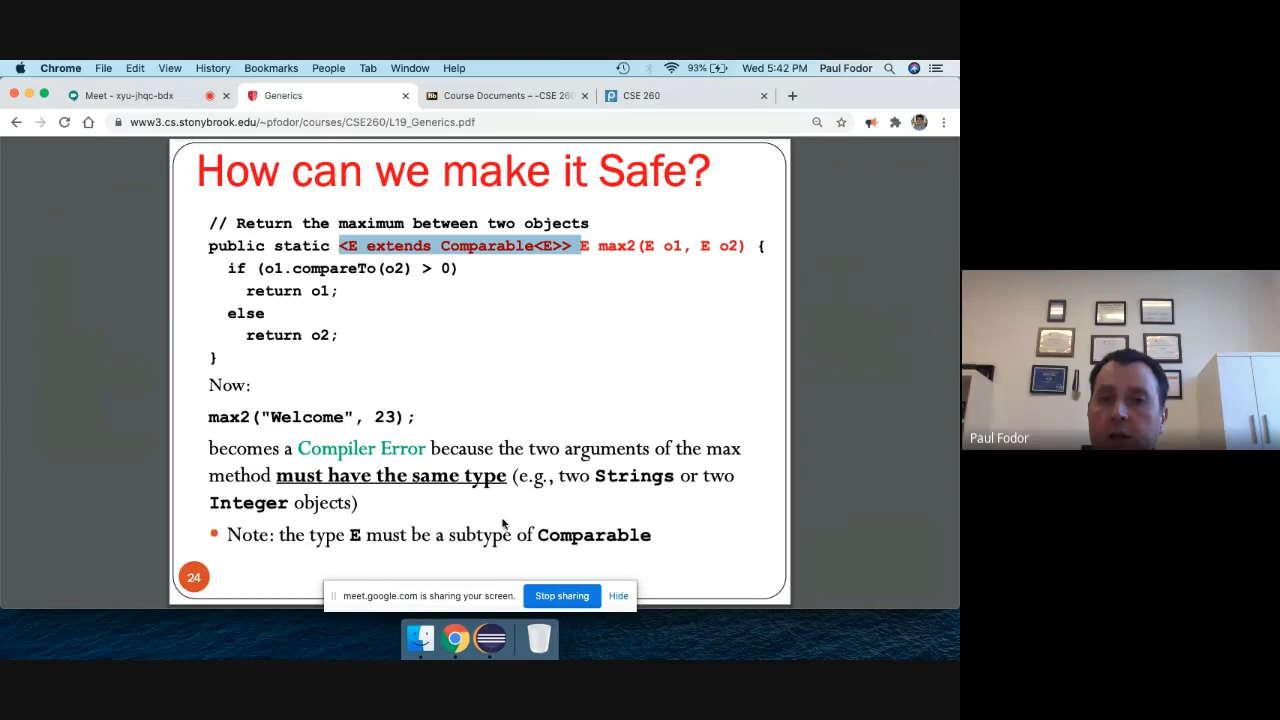 Chrome File Edit View History Bookmarks People Tab Window Help 93% Wed 5:42 PM Paul Fodor
Meet - xyu-jhqc-bdx Generics Course Documents – -CSE 260 CSE 260
www3.cs.stonybrook.edu/~pfodor/courses/CSE260/L19_Generics.pdf
How can we make it Safe?
// Return the maximum between two objects
public static <E extends Comparable<E>> E max2(E o1, E o2) {
if (o1.compareTo(o2) > 0)
return o1;
else
return o2;
}
Now:
max2("Welcome", 23);
becomes a Compiler Error because the two arguments of the max
method must have the same type (e.g., two Strings or two
Integer objects)
Note: the type E must be a subtype of Comparable
24
meet.google.com is sharing your screen. Stop sharing Hide
Paul Fodor